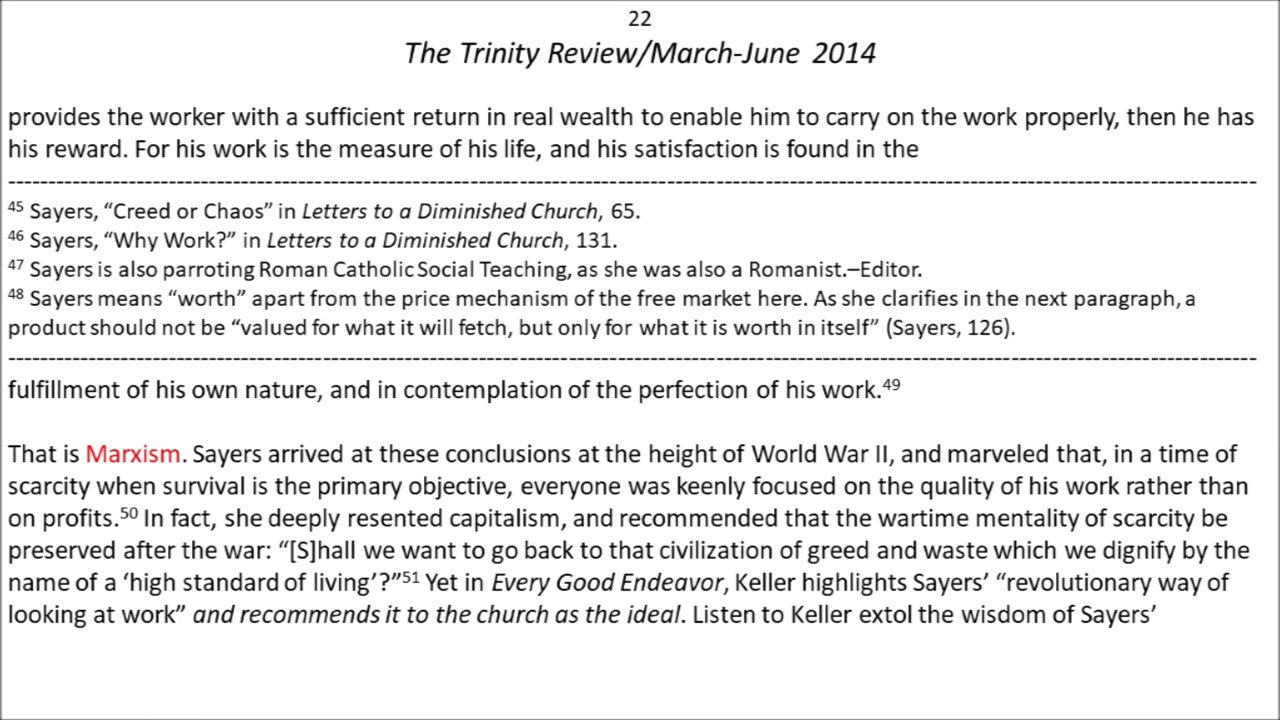 22
The Trinity Review/March-June 2014
provides the worker with a sufficient return in real wealth to enable him to carry on the work properly, then he has
his reward. For his work is the measure of his life, and his satisfaction is found in the
------------------------------------------------------------------------------------------------------------------------------------------------------------
⁴⁵ Sayers, “Creed or Chaos” in Letters to a Diminished Church, 65.
⁴⁶ Sayers, “Why Work?” in Letters to a Diminished Church, 131.
⁴⁷ Sayers is also parroting Roman Catholic Social Teaching, as she was also a Romanist.–Editor.
⁴⁸ Sayers means “worth” apart from the price mechanism of the free market here. As she clarifies in the next paragraph, a
product should not be “valued for what it will fetch, but only for what it is worth in itself” (Sayers, 126).
------------------------------------------------------------------------------------------------------------------------------------------------------------
fulfillment of his own nature, and in contemplation of the perfection of his work.⁴⁹
That is Marxism. Sayers arrived at these conclusions at the height of World War II, and marveled that, in a time of
scarcity when survival is the primary objective, everyone was keenly focused on the quality of his work rather than
on profits.⁵⁰ In fact, she deeply resented capitalism, and recommended that the wartime mentality of scarcity be
preserved after the war: “[S]hall we want to go back to that civilization of greed and waste which we dignify by the
name of a ‘high standard of living’?”⁵¹ Yet in Every Good Endeavor, Keller highlights Sayers’ “revolutionary way of
looking at work” and recommends it to the church as the ideal. Listen to Keller extol the wisdom of Sayers’